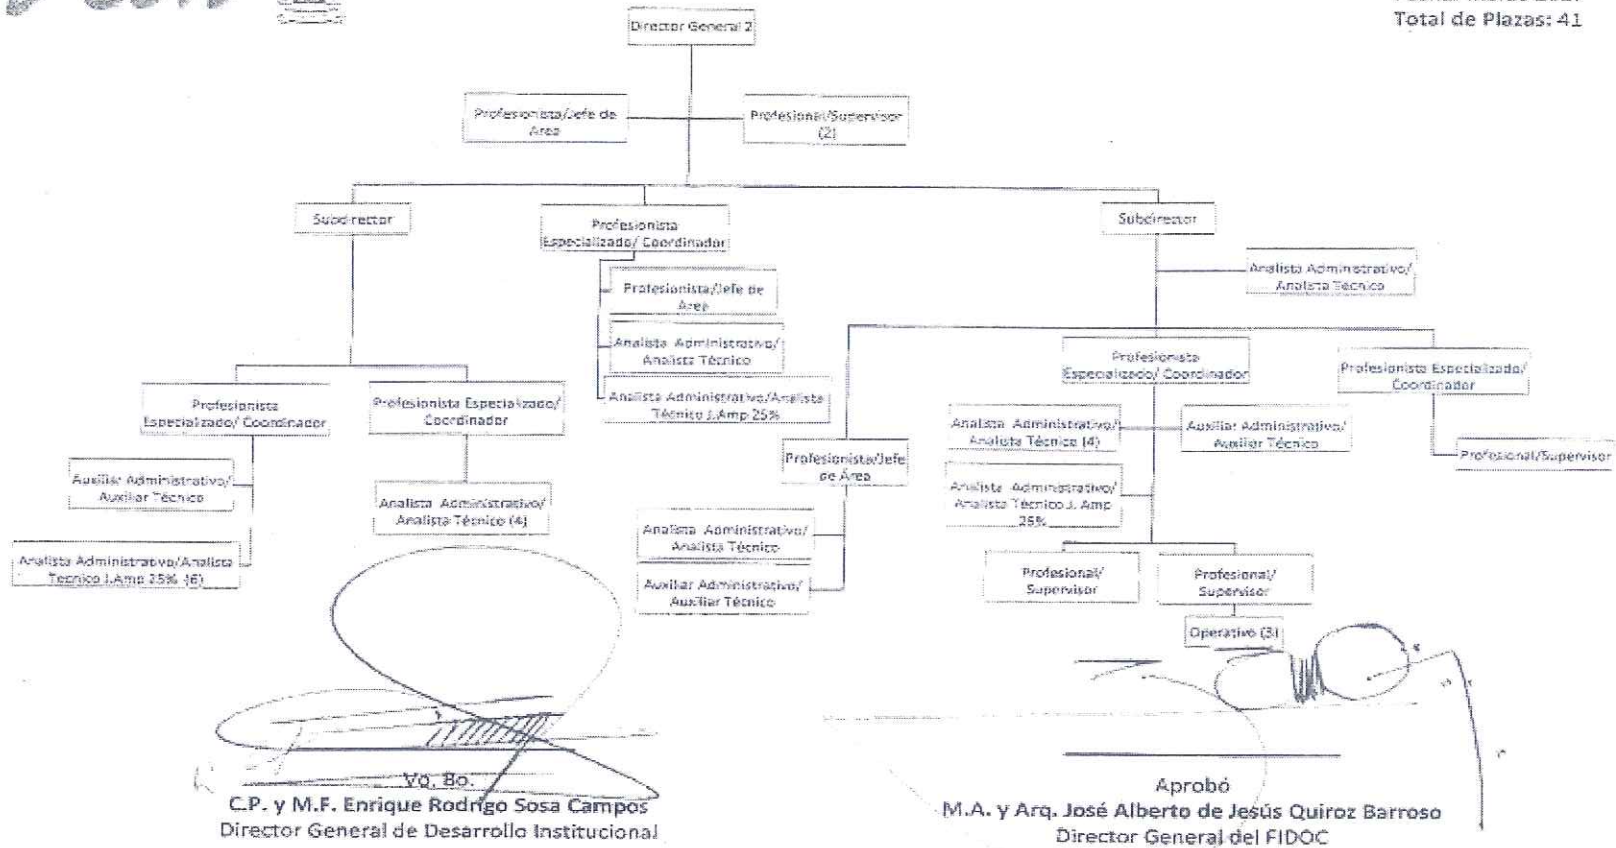 Total de Plazas: 41
Director General 2
Profesionista/Jefe de
Área
Profesional/Supervisor
(2)
Subdirector
Profesionista
Especializado/ Coordinador
Subdirector
Profesionista/Jefe de
Área
Analista Administrativo/
Analista Técnico
Analista Administrativo/Analista
Técnico J.Amp 25%
Analista Administrativo/
Analista Técnico
Profesionista
Especializado/ Coordinador
Profesionista Especializado/
Coordinador
Auxiliar Administrativo/
Auxiliar Técnico
Analista Administrativo/Analista
Tecnico J.Amp 25% (6)
Analista Administrativo/
Analista Técnico (4)
Profesionista/Jefe
de Área
Analista Administrativo/
Analista Técnico
Auxiliar Administrativo/
Auxiliar Técnico
Profesionista
Especializado/ Coordinador
Analista Administrativo/
Analista Técnico (4)
Auxiliar Administrativo/
Auxiliar Técnico
Analista Administrativo/
Analista Técnico J. Amp
25%
Profesional/
Supervisor
Profesional/
Supervisor
Operativo (3)
Profesionista Especializado/
Coordinador
Profesional/Supervisor
Vo. Bo.
C.P. y M.F. Enrique Rodrigo Sosa Campos
Director General de Desarrollo Institucional
Aprobó
M.A. y Arq. José Alberto de Jesús Quiroz Barroso
Director General del FIDOC